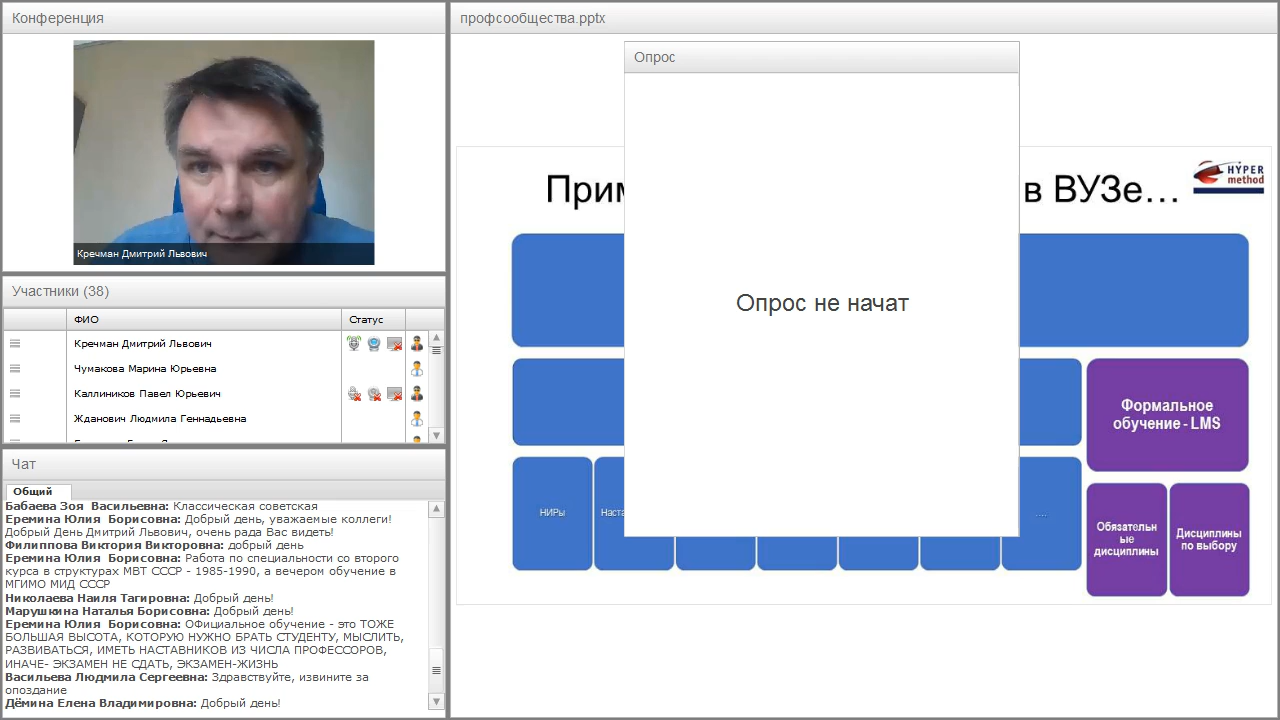 Конференция
Кречман Дмитрий Львович
Участники (38)
ФИО
Статус
Кречман Дмитрий Львович
Чумакова Марина Юрьевна
Каллиников Павел Юрьевич
Жданович Людмила Геннадьевна
Чат
Общий
Бабаева Зоя Васильевна: Классическая советская
Еремина Юлия Борисовна: Добрый день, уважаемые коллеги!
Добрый День Дмитрий Львович, очень рада Вас видеть!
Филиппова Виктория Викторовна: добрый день
Еремина Юлия Борисовна: Работа по специальности со второго
курса в структурах МВТ СССР - 1985-1990, а вечером обучение в
МГИМО МИД СССР
Николаева Наиля Тагировна: Добрый день!
Марушкина Наталья Борисовна: Добрый день!
Еремина Юлия Борисовна: ОФициальное обучение - это ТОЖЕ
БОЛЬШАЯ ВЫСОТА, КОТОРУЮ НУЖНО БРАТЬ СТУДЕНТУ, МЫСЛИТЬ,
РАЗВИВАТЬСЯ, ИМЕТЬ НАСТАВНИКОВ ИЗ ЧИСЛА ПРОФЕССОРОВ,
ИНАЧЕ- ЭКЗАМЕН НЕ СДАТЬ, ЭКЗАМЕН-ЖИЗНЬ
Васильева Людмила Сергеевна: Здравствуйте, извините за
опоздание
Дёмина Елена Владимировна: Добрый день!
профсообщества.pptx
Опрос
Опрос не начат
HYPER
method
в ВУЗе...
Формальное
обучение - LMS
НИРы
....
Обязательн
ые
дисциплины
Дисциплины
по выбору